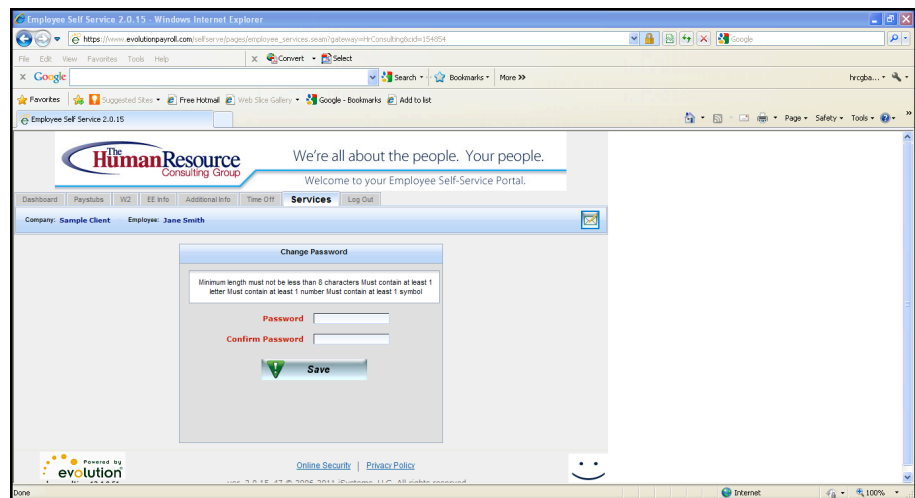 Employee Self Service 2.0.15 - Windows Internet Explorer
https://www.evolutionpayroll.com/selfserve/pages/employee_services.seam?gateway=HrConsulting&cid=154854
Google
File Edit View Favorites Tools Help
x Convert Select
x Google Search Bookmarks More >> hrcgba...
Favorites Suggested Sites Free Hotmail Web Slice Gallery Google - Bookmarks Add to list
Employee Self Service 2.0.15
Page Safety Tools
The
HumanResource
Consulting Group
We're all about the people. Your people.
Welcome to your Employee Self-Service Portal.
Dashboard Paystubs W2 EE Info Additional Info Time Off Services Log Out
Company: Sample Client Employee: Jane Smith
Change Password
Minimum length must not be less than 8 characters Must contain at least 1
letter Must contain at least 1 number Must contain at least 1 symbol
Password
Confirm Password
Save
Powered by
evolution
Online Security | Privacy Policy
Done
Internet
100%